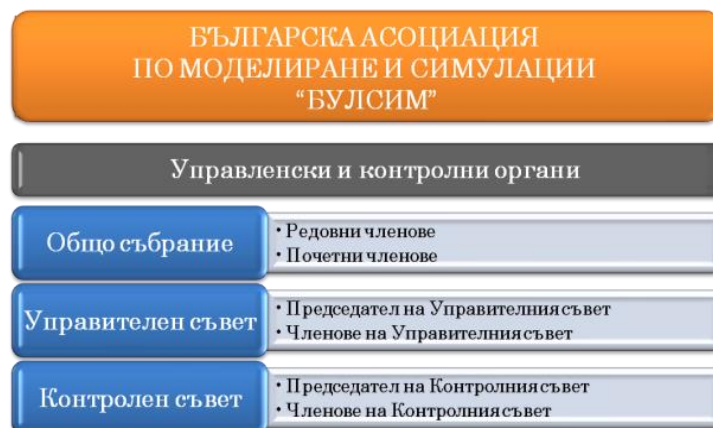 БЪЛГАРСКА АСОЦИАЦИЯ
ПО МОДЕЛИРАНЕ И СИМУЛАЦИИ
“БУЛСИМ”
Управленски и контролни органи
Общо събрание
• Редовни членове
• Почетни членове
Управителен съвет
• Председател на Управителния съвет
• Членове на Управителния съвет
Контролен съвет
• Председател на Контролния съвет
• Членове на Контролния съвет